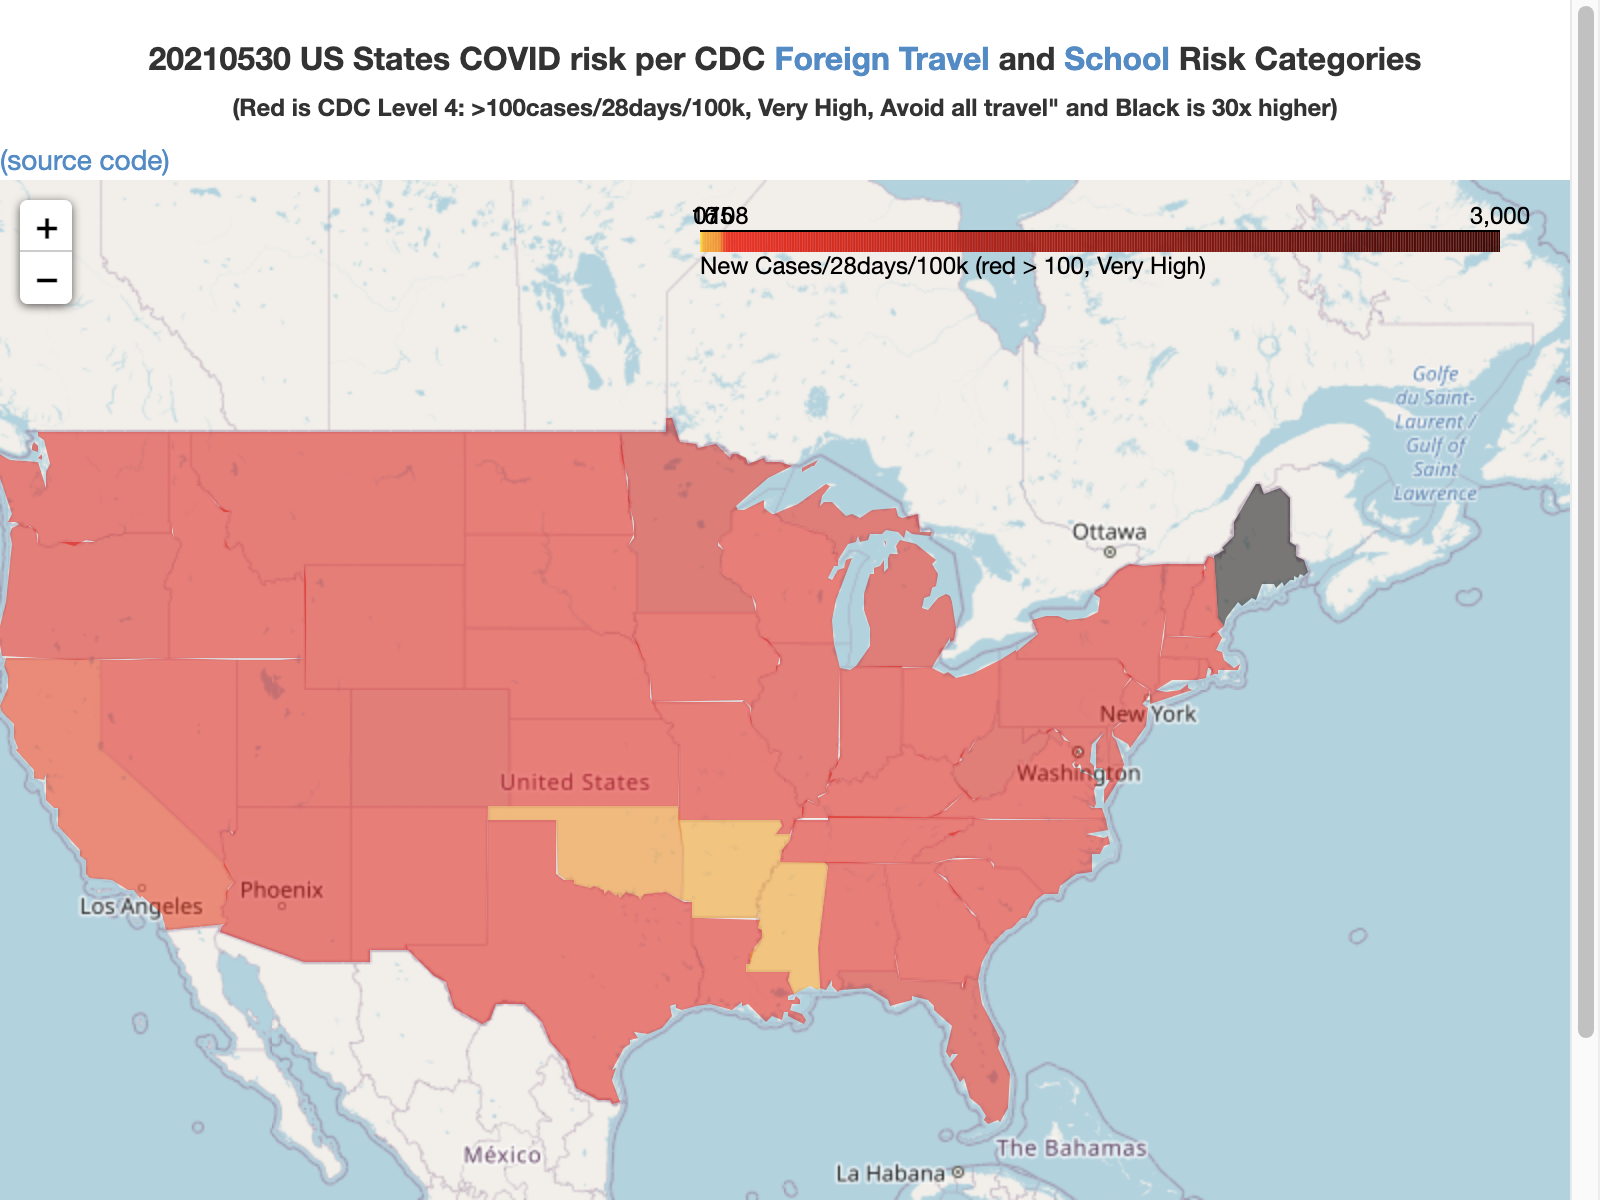 20210530 US States COVID risk per CDC Foreign Travel and School Risk Categories
(Red is CDC Level 4: >100cases/28days/100k, Very High, Avoid all travel" and Black is 30x higher)
(source code)
+
−
3,000
New Cases/28days/100k (red > 100, Very High)
Golfe
du Saint-
Laurent /
Gulf of
Saint
Lawrence
Ottawa
New York
Washington
United States
Phoenix
Los Angeles
The Bahamas
México
La Habana